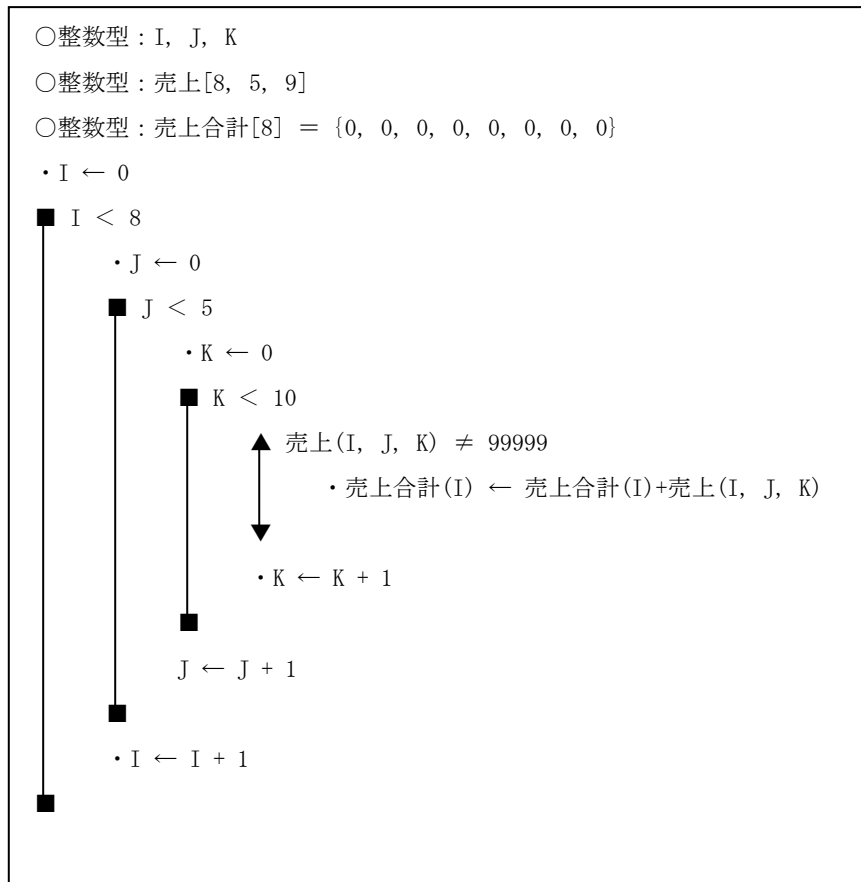 ○整数型：I, J, K
○整数型：売上[8, 5, 9]
○整数型：売上合計[8] = {0, 0, 0, 0, 0, 0, 0, 0}
・I ← 0
■ I < 8
・J ← 0
■ J < 5
・K ← 0
■ K < 10
▲ 売上(I, J, K) ≠ 99999
・売上合計(I) ← 売上合計(I)+売上(I, J, K)
▼
・K ← K + 1
■
J ← J + 1
■
・I ← I + 1
■